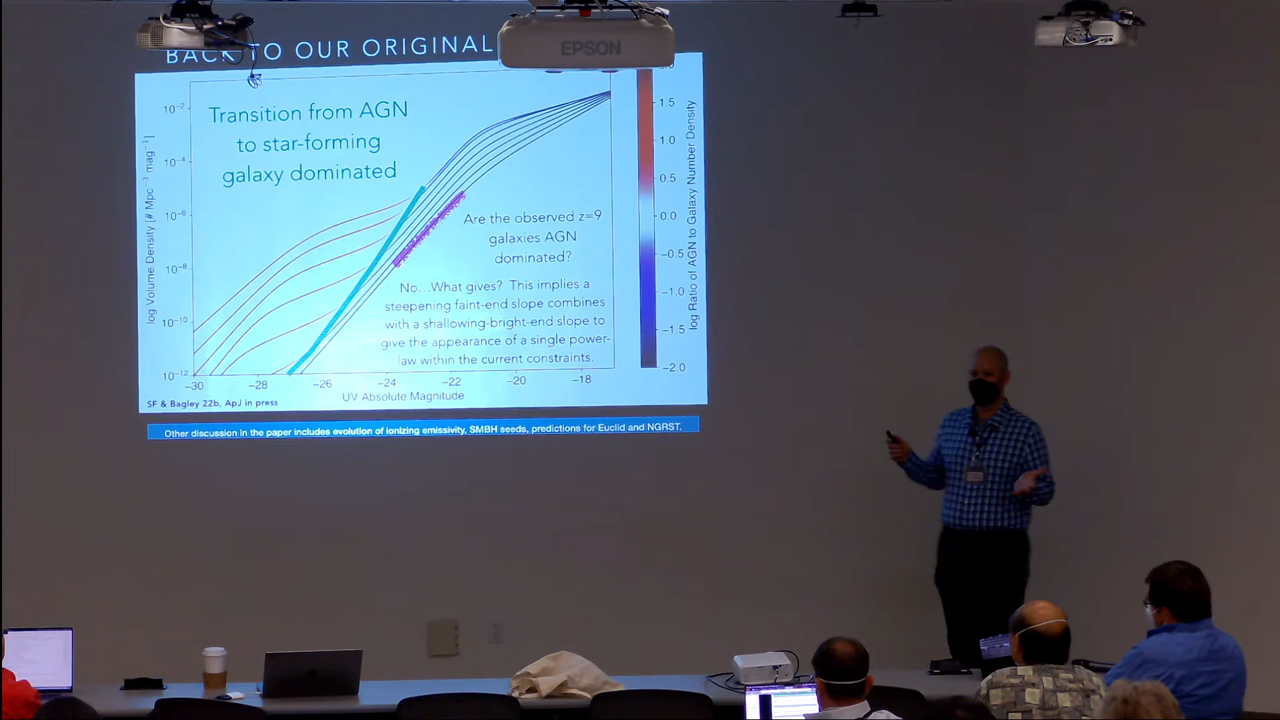 BACK TO OUR ORIGINAL
EPSON
Transition from AGN
to star-forming
galaxy dominated
Are the observed z=9
galaxies AGN
dominated?
No...What gives? This implies a
steepening faint-end slope combines
with a shallowing-bright-end slope to
give the appearance of a single power-
law within the current constraints.
log Volume Density [# Mpc⁻³ mag⁻¹]
10⁻²
10⁻⁴
10⁻⁶
10⁻⁸
10⁻¹⁰
10⁻¹²
−30 −28 −26 −24 −22 −20 −18
UV Absolute Magnitude
1.5
1.0
0.5
0.0
−0.5
−1.0
−1.5
−2.0
log Ratio of AGN to Galaxy Number Density
SF & Bagley 22b, ApJ in press
Other discussion in the paper includes evolution of ionizing emissivity, SMBH seeds, predictions for Euclid and NGRST.